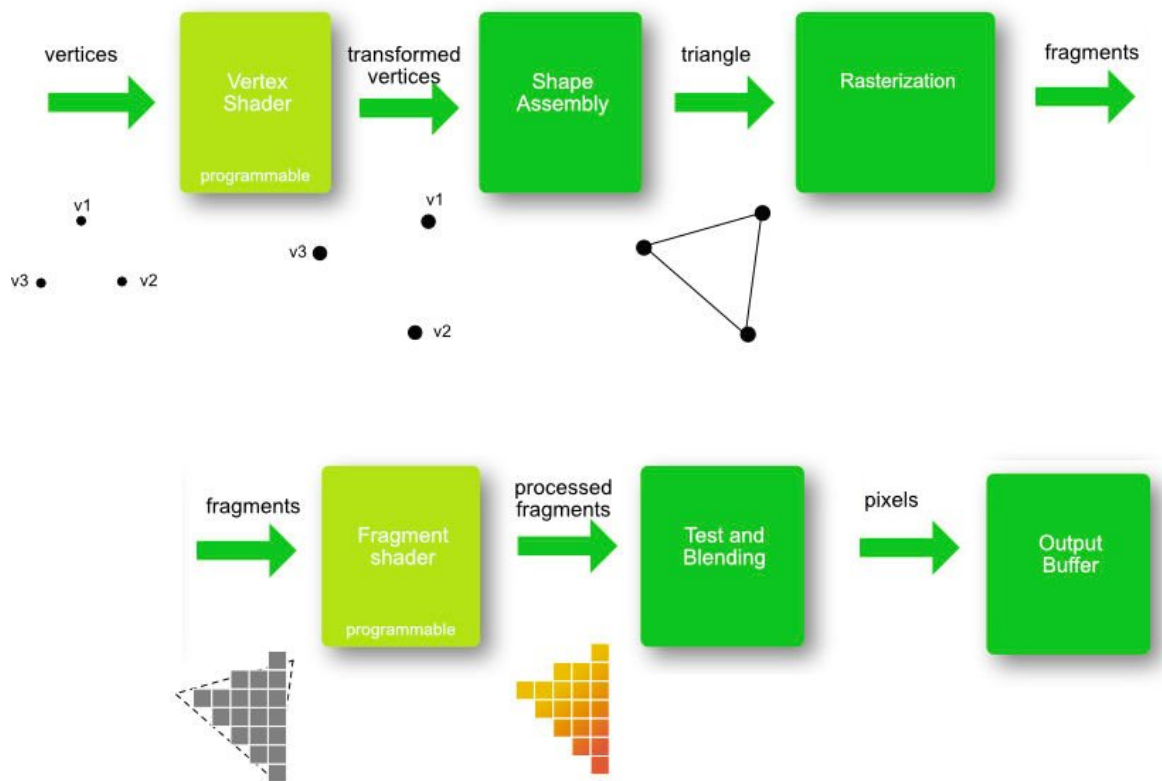 vertices
Vertex
Shader
programmable
transformed
vertices
Shape
Assembly
triangle
Rasterization
fragments
v1
v3
v2
v1
v3
v2
fragments
Fragment
shader
programmable
processed
fragments
Test and
Blending
pixels
Output
Buffer